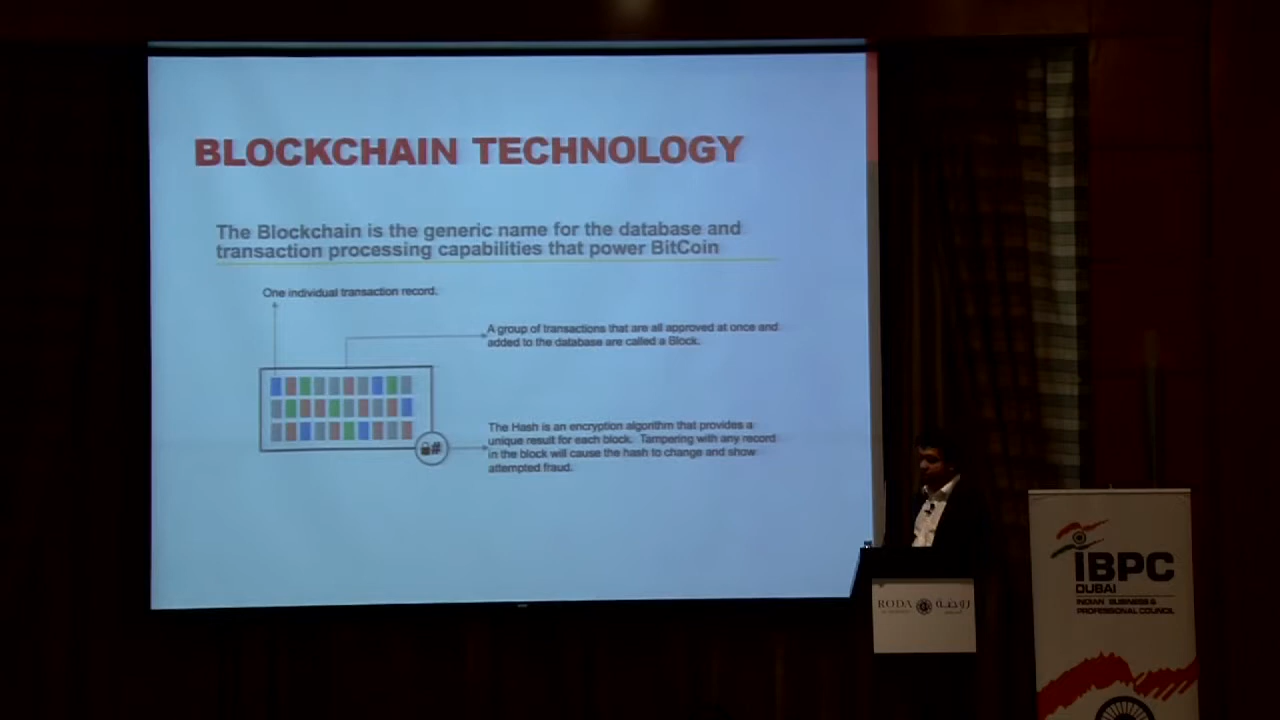 BLOCKCHAIN TECHNOLOGY
The Blockchain is the generic name for the database and
transaction processing capabilities that power BitCoin
One individual transaction record.
A group of transactions that are all approved at once and
added to the database are called a Block.
The Hash is an encryption algorithm that provides a
unique result for each block. Tampering with any record
in the block will cause the hash to change and show
attempted fraud.
#
RODA
روضة
IBPC
DUBAI
INDIAN BUSINESS &
PROFESSIONAL COUNCIL